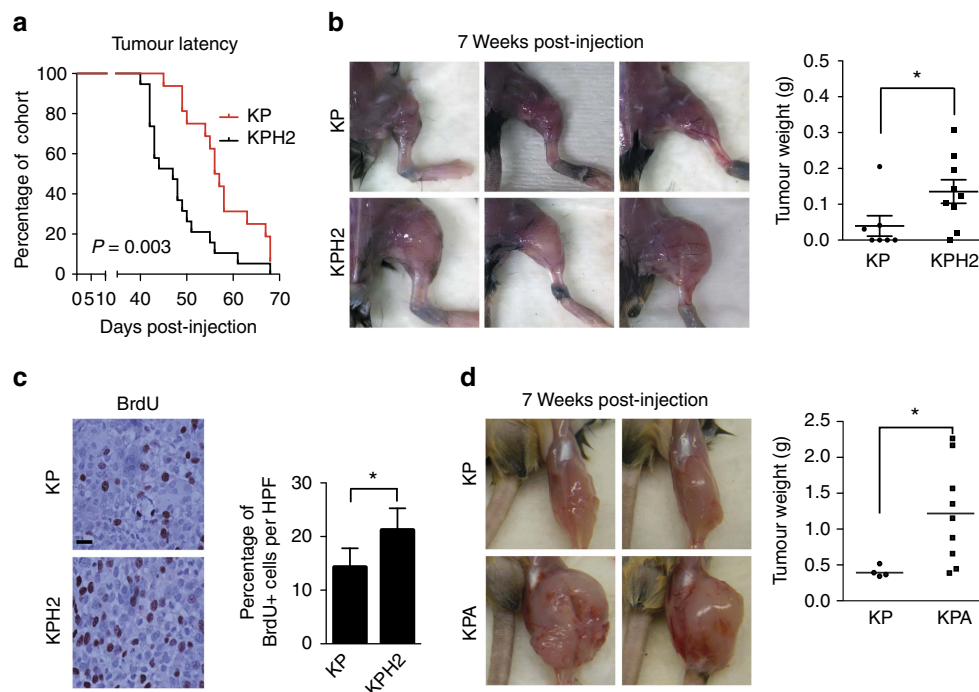 a
Tumour latency
Percentage of cohort
100
80
60
40
20
0
KP
KPH2
P = 0.003
0 5 10 40 50 60 70
Days post-injection
b
7 Weeks post-injection
KP
KPH2
Tumour weight (g)
0.5
0.4
0.3
0.2
0.1
0.0
*
KP KPH2
c
BrdU
KP
KPH2
Percentage of
BrdU+ cells per HPF
30
20
10
0
*
KP
KPH2
d
7 Weeks post-injection
KP
KPA
Tumour weight (g)
2.5
2.0
1.5
1.0
0.5
0.0
*
KP KPA